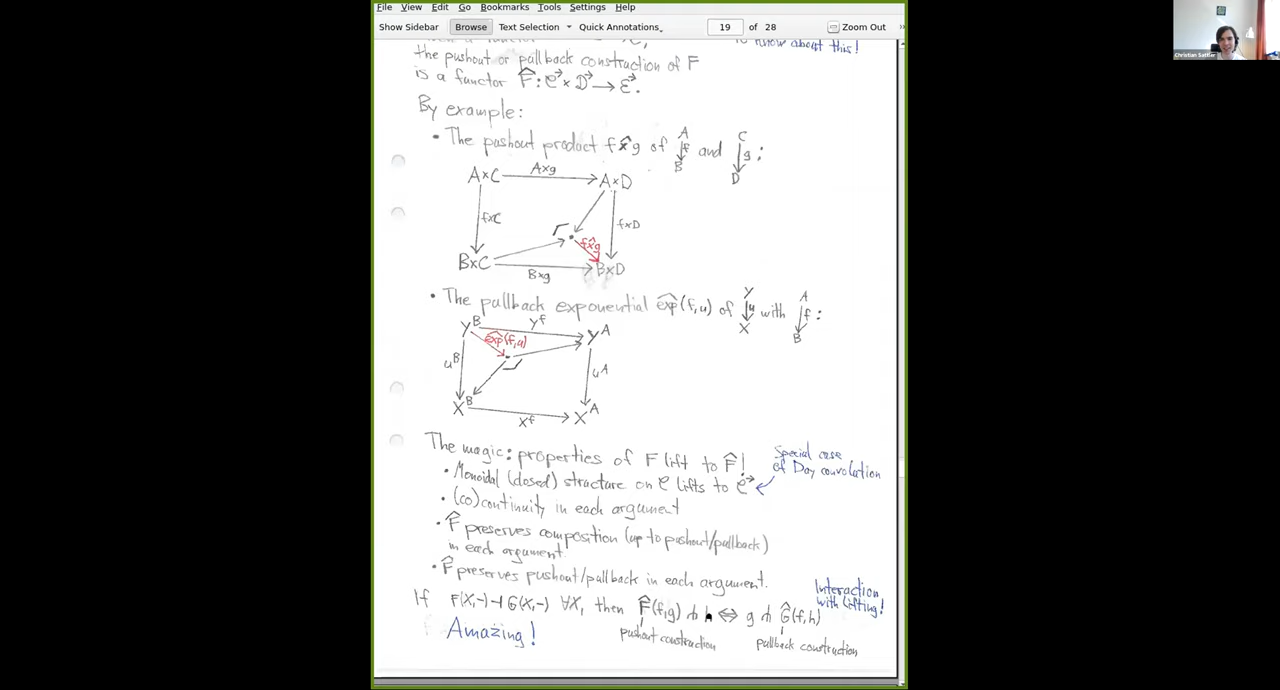 File Edit View Go Bookmarks Tools Settings Help
Show Sidebar Browse Text Selection Quick Annotations 19 of 28 Zoom Out
Christian Sattler
to know about this!
the pushout or pullback construction of F
is a functor F̂: C→ × D→ → E→.
By example:
• The pushout product f x̂ g of A f B and C g D :
A×C A×g A×D
f×C f×D
f x̂ g
B×C B×g B×D
• The pullback exponential exp̂(f,u) of Y u X with A f B :
Y^B Y^f Y^A
exp̂(f,u)
u^B u^A
X^B X^f X^A
The magic: properties of F lift to F̂!
Special case
of Day convolution
• Monoidal (closed) structure on C lifts to C→
• (co)continuity in each argument
• F̂ preserves composition (up to pushout/pullback)
in each argument.
• F̂ preserves pushout/pullback in each argument.
Interaction
with lifting!
If F(X,-) ⊣ G(X,-) ∀X, then F̂(f,g) ⋔ h ⇔ g ⋔ Ĝ(f,h)
Amazing!
pushout construction
pullback construction